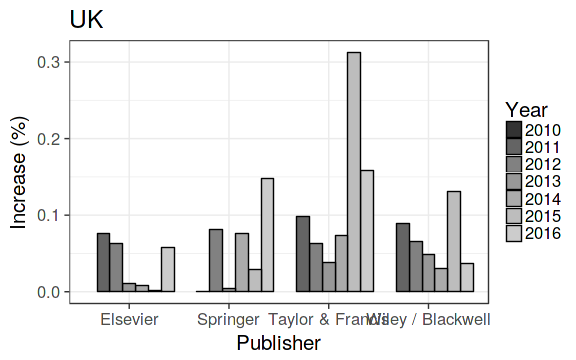 UK
Increase (%)
0.3
0.2
0.1
0.0
Elsevier
Springer
Taylor & Francis
Wiley / Blackwell
Publisher
Year
2010
2011
2012
2013
2014
2015
2016